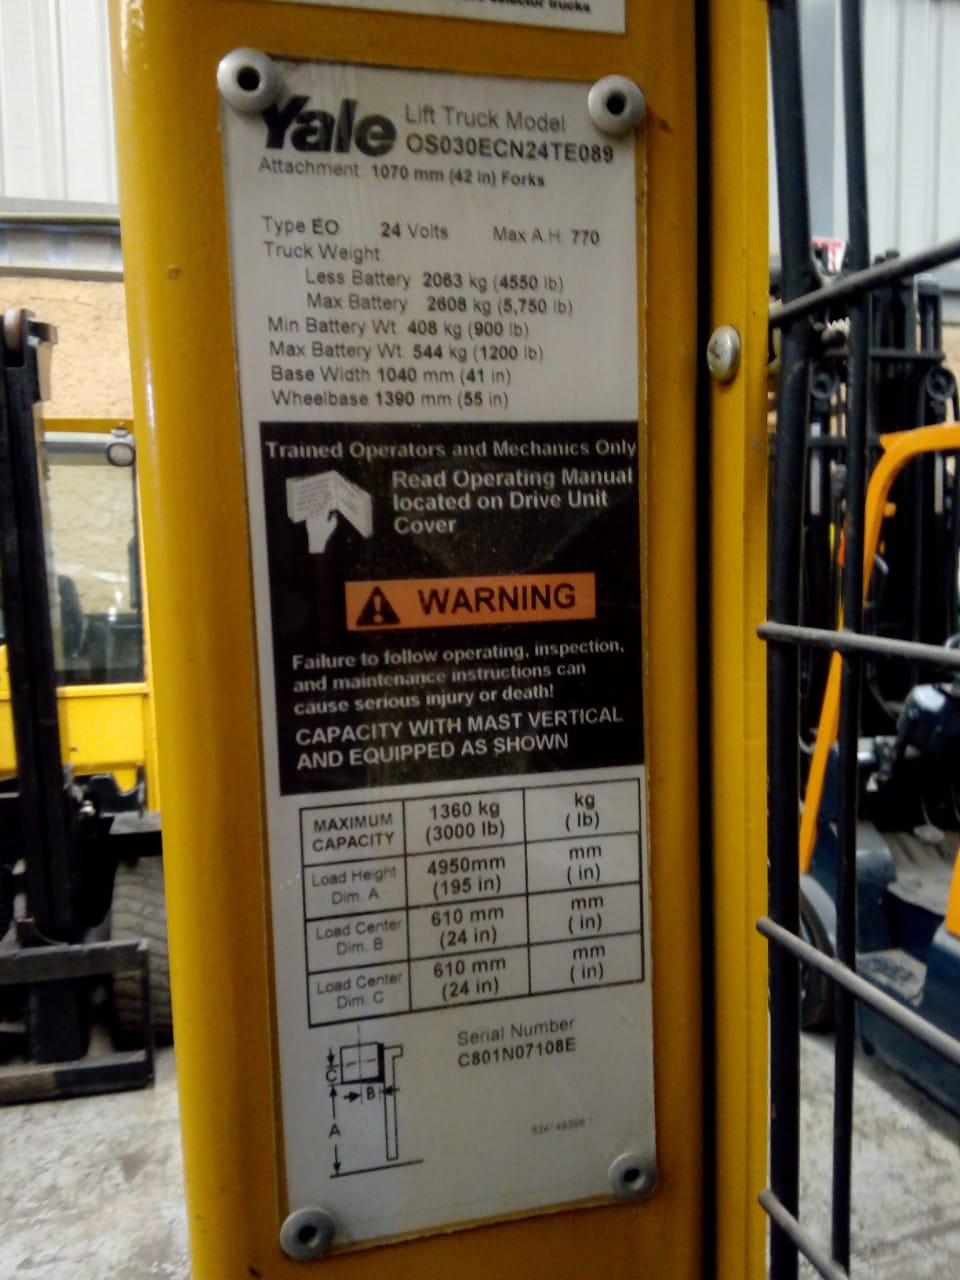 selector trucks
Yale Lift Truck Model
OS030ECN24TE089
Attachment 1070 mm (42 in) Forks
Type EO 24 Volts Max A.H. 770
Truck Weight
Less Battery 2063 kg (4550 lb)
Max Battery 2608 kg (5,750 lb)
Min Battery Wt. 408 kg (900 lb)
Max Battery Wt. 544 kg (1200 lb)
Base Width 1040 mm (41 in)
Wheelbase 1390 mm (55 in)
Trained Operators and Mechanics Only
Read Operating Manual
located on Drive Unit
Cover
WARNING
Failure to follow operating, inspection,
and maintenance instructions can
cause serious injury or death!
CAPACITY WITH MAST VERTICAL
AND EQUIPPED AS SHOWN
MAXIMUM CAPACITY 1360 kg (3000 lb) kg ( lb)
Load Height Dim. A 4950mm (195 in) mm ( in)
Load Center Dim. B 610 mm (24 in) mm ( in)
Load Center Dim. C 610 mm (24 in) mm ( in)
Serial Number
C801N07108E
C
B
A